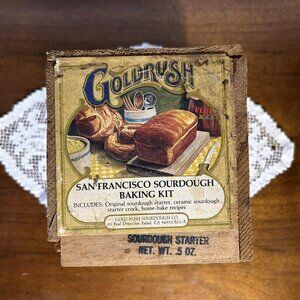 GOLDRUSH
SAN FRANCISCO SOURDOUGH
BAKING KIT
INCLUDES: Original sourdough starter, ceramic sourdough
starter crock, home-bake recipes
GOLD RUSH SOURDOUGH CO.
SOURDOUGH STARTER
NET. WT. .5 OZ.